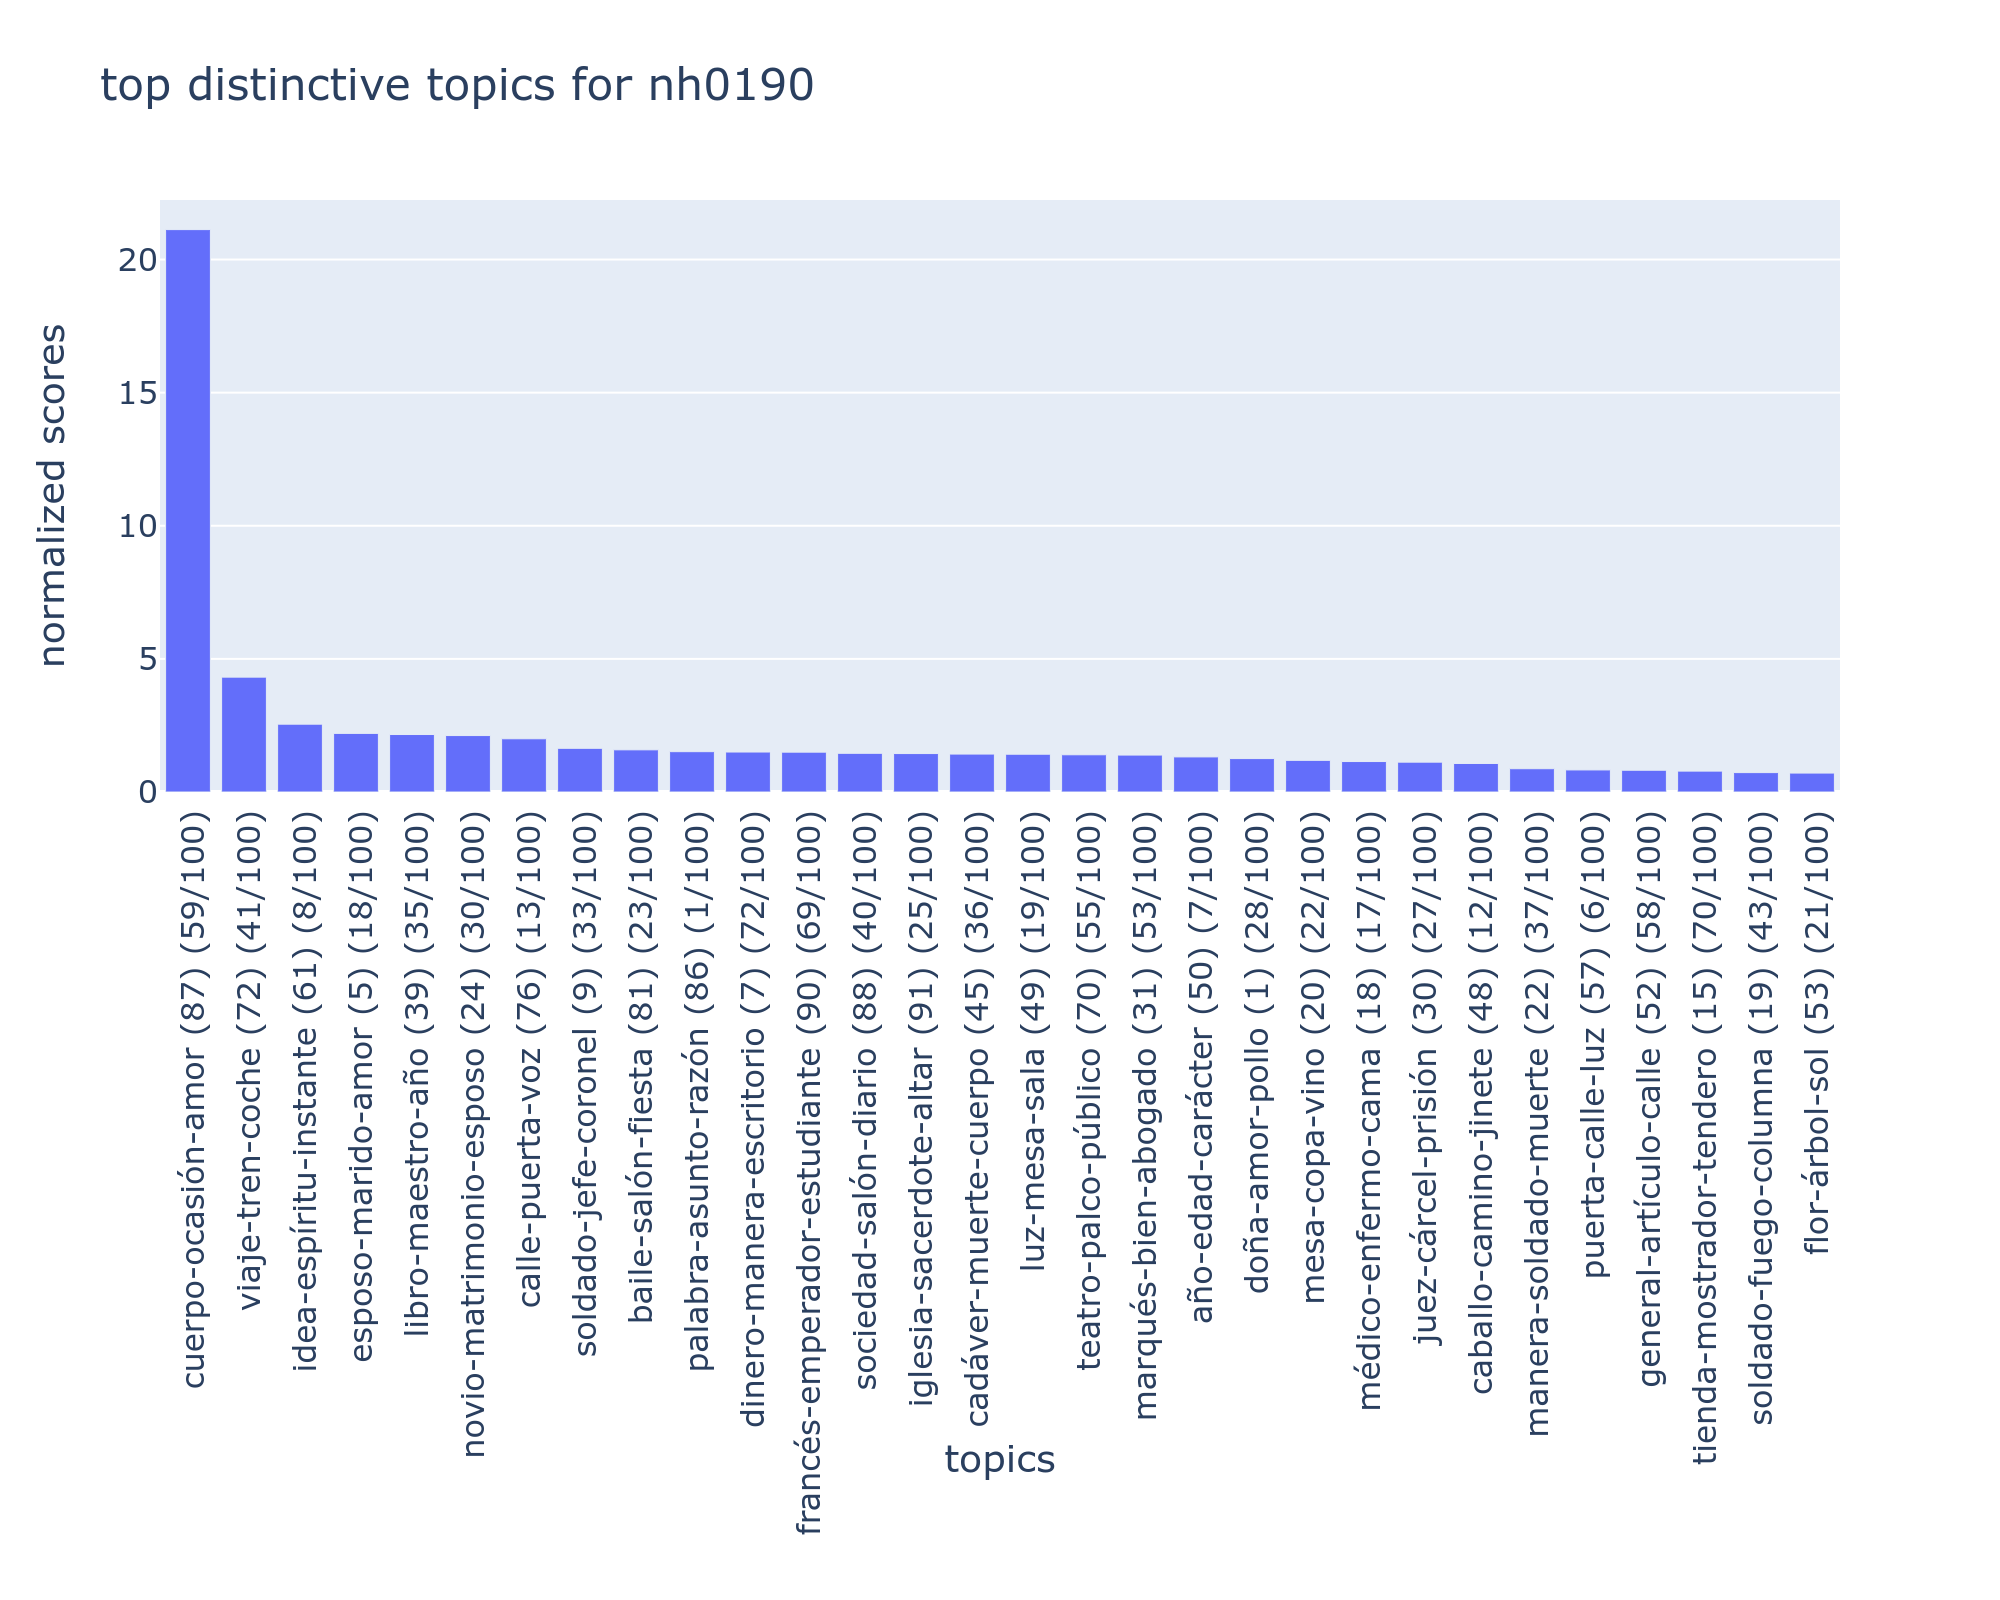 top distinctive topics for nh0190
normalized scores
20
15
10
5
0
cuerpo-ocasión-amor (87) (59/100)
viaje-tren-coche (72) (41/100)
idea-espíritu-instante (61) (8/100)
esposo-marido-amor (5) (18/100)
libro-maestro-año (39) (35/100)
novio-matrimonio-esposo (24) (30/100)
calle-puerta-voz (76) (13/100)
soldado-jefe-coronel (9) (33/100)
baile-salón-fiesta (81) (23/100)
palabra-asunto-razón (86) (1/100)
dinero-manera-escritorio (7) (72/100)
francés-emperador-estudiante (90) (69/100)
sociedad-salón-diario (88) (40/100)
iglesia-sacerdote-altar (91) (25/100)
cadáver-muerte-cuerpo (45) (36/100)
luz-mesa-sala (49) (19/100)
teatro-palco-público (70) (55/100)
marqués-bien-abogado (31) (53/100)
año-edad-carácter (50) (7/100)
doña-amor-pollo (1) (28/100)
mesa-copa-vino (20) (22/100)
médico-enfermo-cama (18) (17/100)
juez-cárcel-prisión (30) (27/100)
caballo-camino-jinete (48) (12/100)
manera-soldado-muerte (22) (37/100)
puerta-calle-luz (57) (6/100)
general-artículo-calle (52) (58/100)
tienda-mostrador-tendero (15) (70/100)
soldado-fuego-columna (19) (43/100)
flor-árbol-sol (53) (21/100)
topics